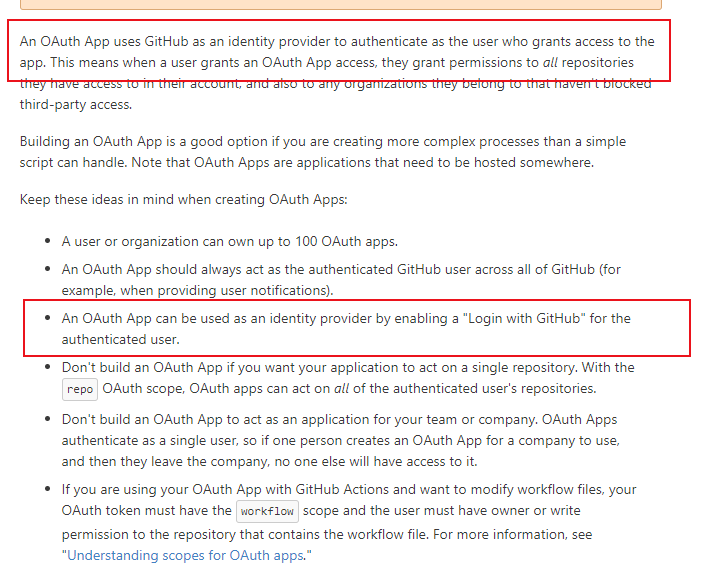 An OAuth App uses GitHub as an identity provider to authenticate as the user who grants access to the
app. This means when a user grants an OAuth App access, they grant permissions to all repositories
they have access to in their account, and also to any organizations they belong to that haven't blocked
third-party access.
Building an OAuth App is a good option if you are creating more complex processes than a simple
script can handle. Note that OAuth Apps are applications that need to be hosted somewhere.
Keep these ideas in mind when creating OAuth Apps:
• A user or organization can own up to 100 OAuth apps.
• An OAuth App should always act as the authenticated GitHub user across all of GitHub (for
example, when providing user notifications).
• An OAuth App can be used as an identity provider by enabling a "Login with GitHub" for the
authenticated user.
• Don't build an OAuth App if you want your application to act on a single repository. With the
repo OAuth scope, OAuth apps can act on all of the authenticated user's repositories.
• Don't build an OAuth App to act as an application for your team or company. OAuth Apps
authenticate as a single user, so if one person creates an OAuth App for a company to use,
and then they leave the company, no one else will have access to it.
• If you are using your OAuth App with GitHub Actions and want to modify workflow files, your
OAuth token must have the workflow scope and the user must have owner or write
permission to the repository that contains the workflow file. For more information, see
"Understanding scopes for OAuth apps."